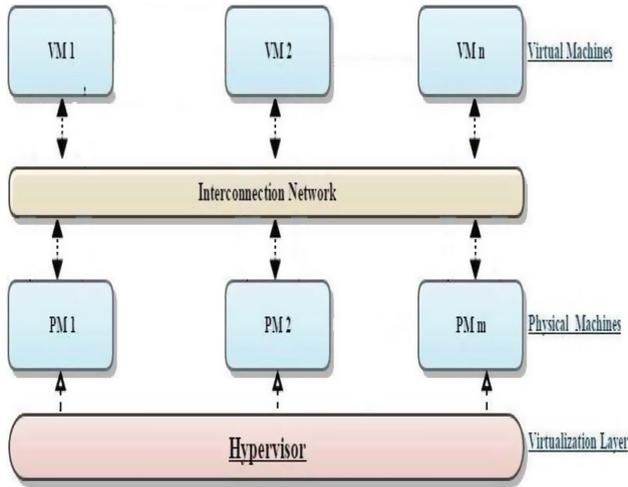 VM 1 VM 2 VM n Virtual Machines
Interconnection Network
PM 1 PM 2 PM m Physical Machines
Hypervisor Virtualization Layer